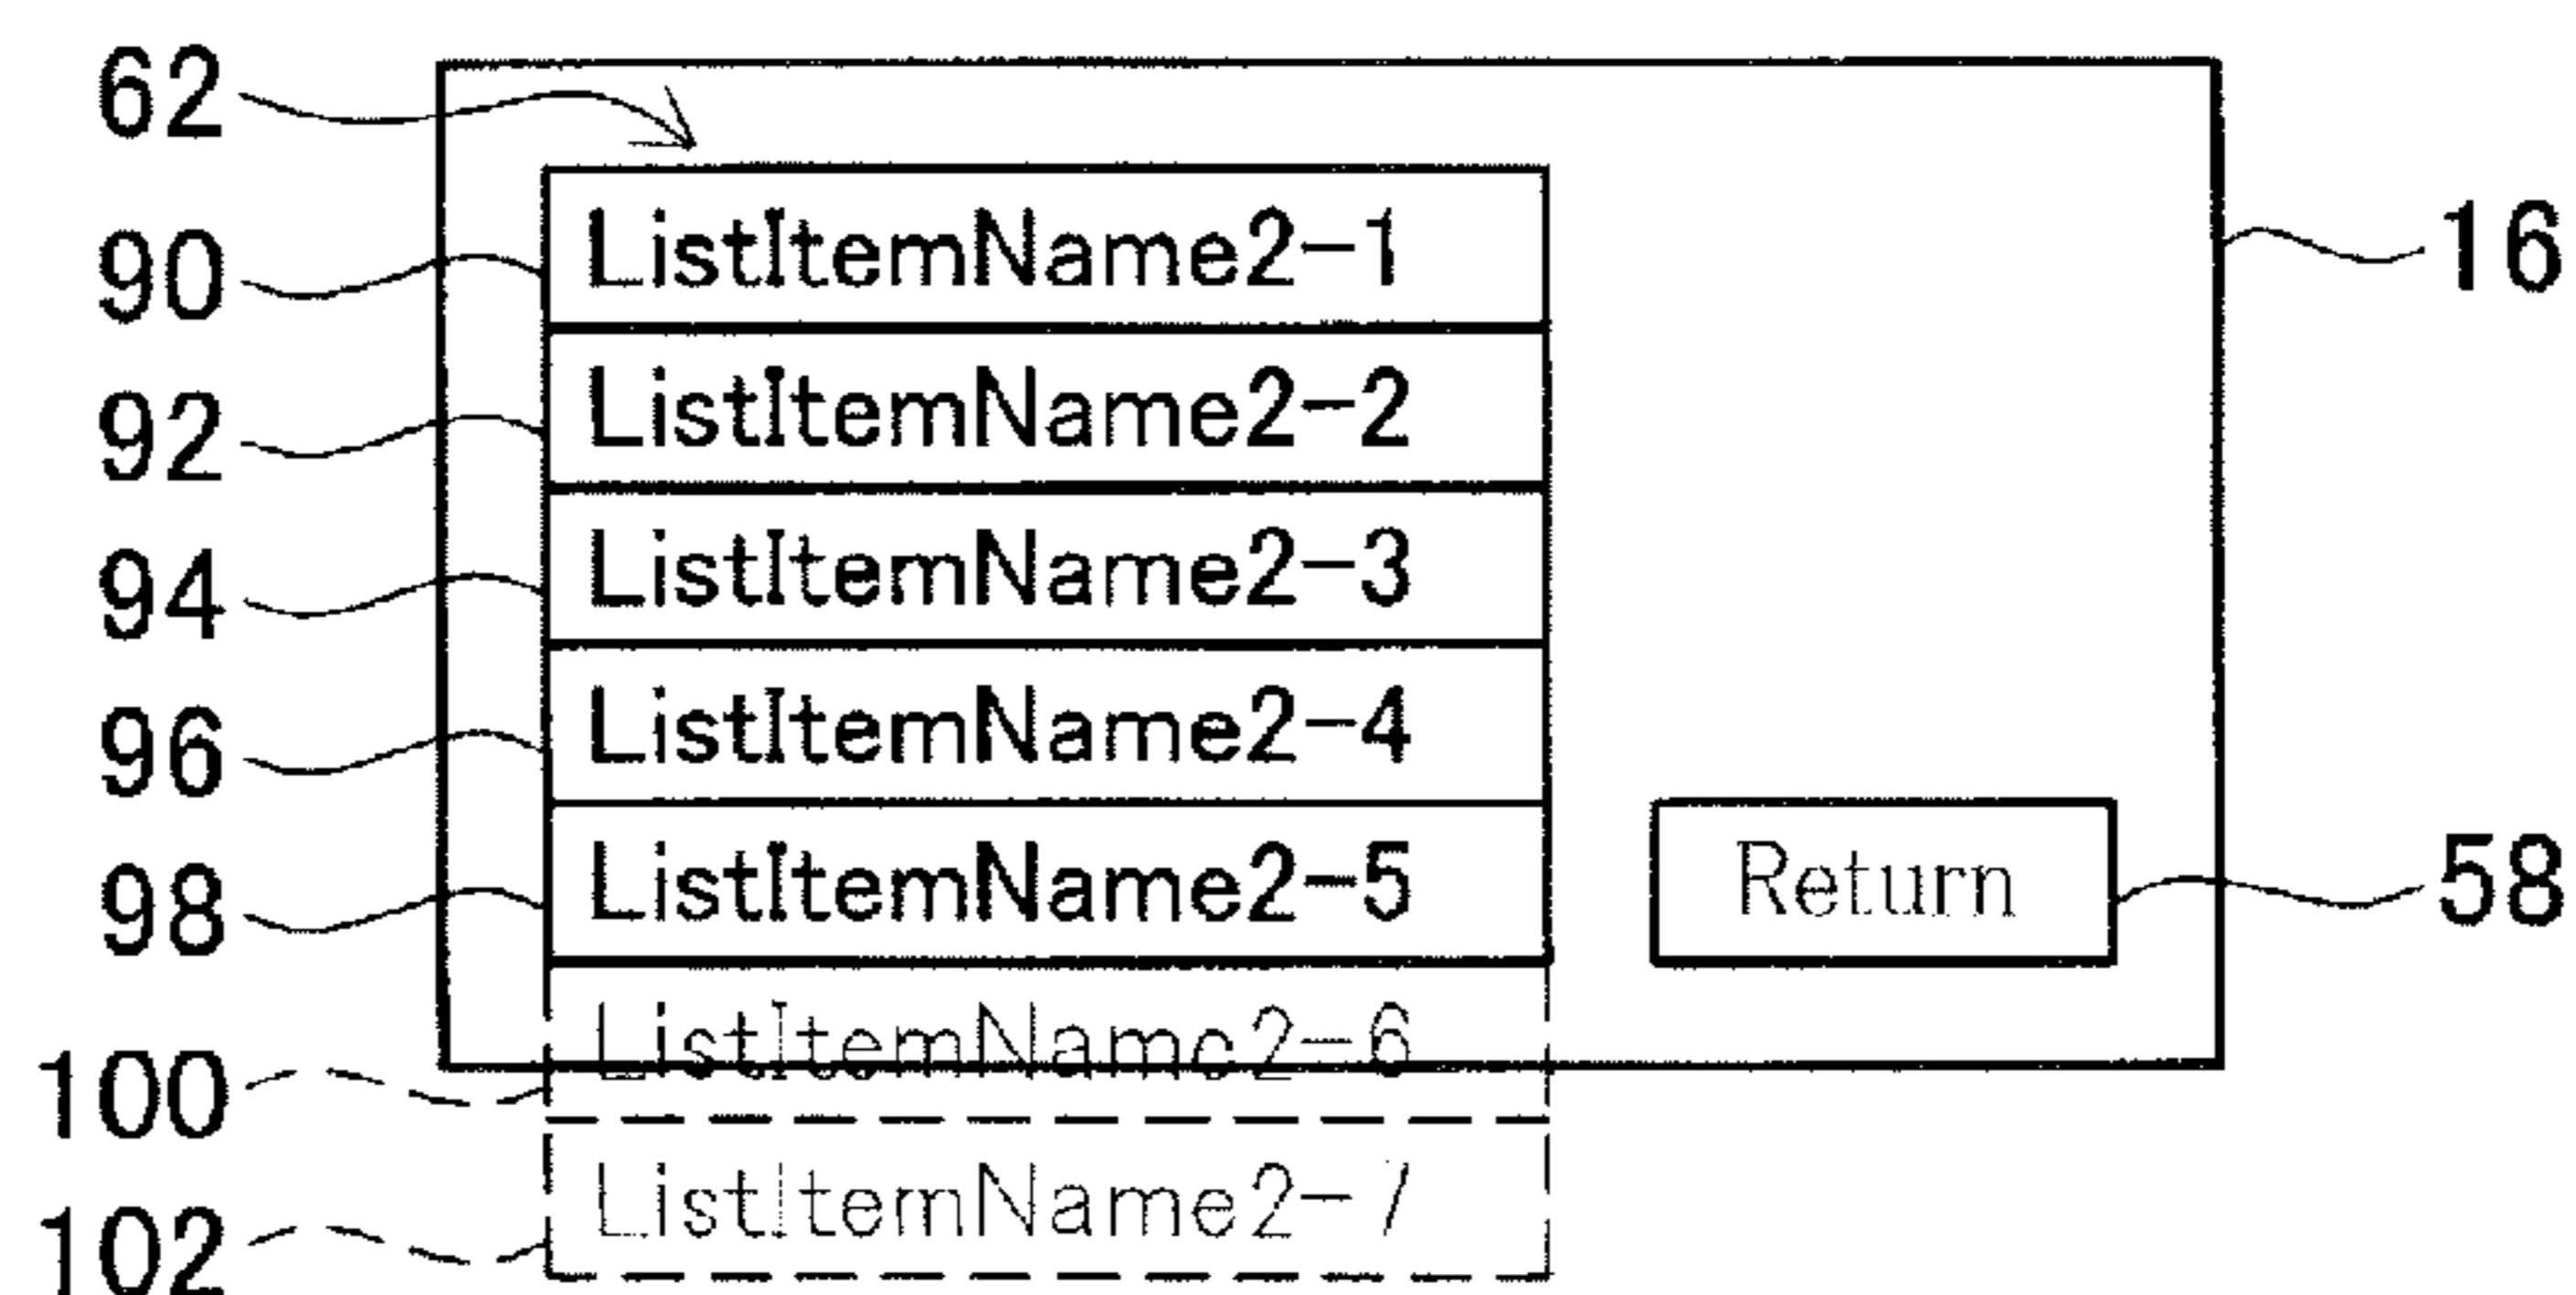 62
16
90 ListItemName2-1
92 ListItemName2-2
94 ListItemName2-3
96 ListItemName2-4
98 ListItemName2-5
Return 58
100 ListItemName2-6
102 ListItemName2-7